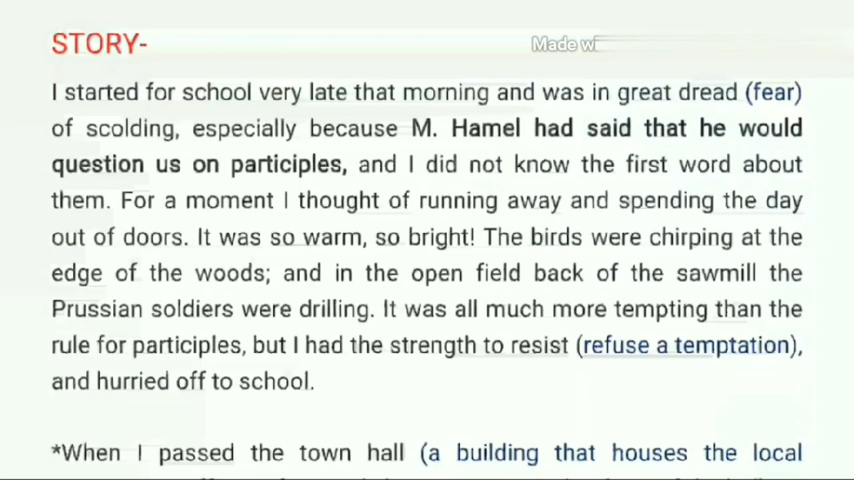 STORY-
Made wi
I started for school very late that morning and was in great dread (fear)
of scolding, especially because M. Hamel had said that he would
question us on participles, and I did not know the first word about
them. For a moment I thought of running away and spending the day
out of doors. It was so warm, so bright! The birds were chirping at the
edge of the woods; and in the open field back of the sawmill the
Prussian soldiers were drilling. It was all much more tempting than the
rule for participles, but I had the strength to resist (refuse a temptation),
and hurried off to school.
*When I passed the town hall (a building that houses the local